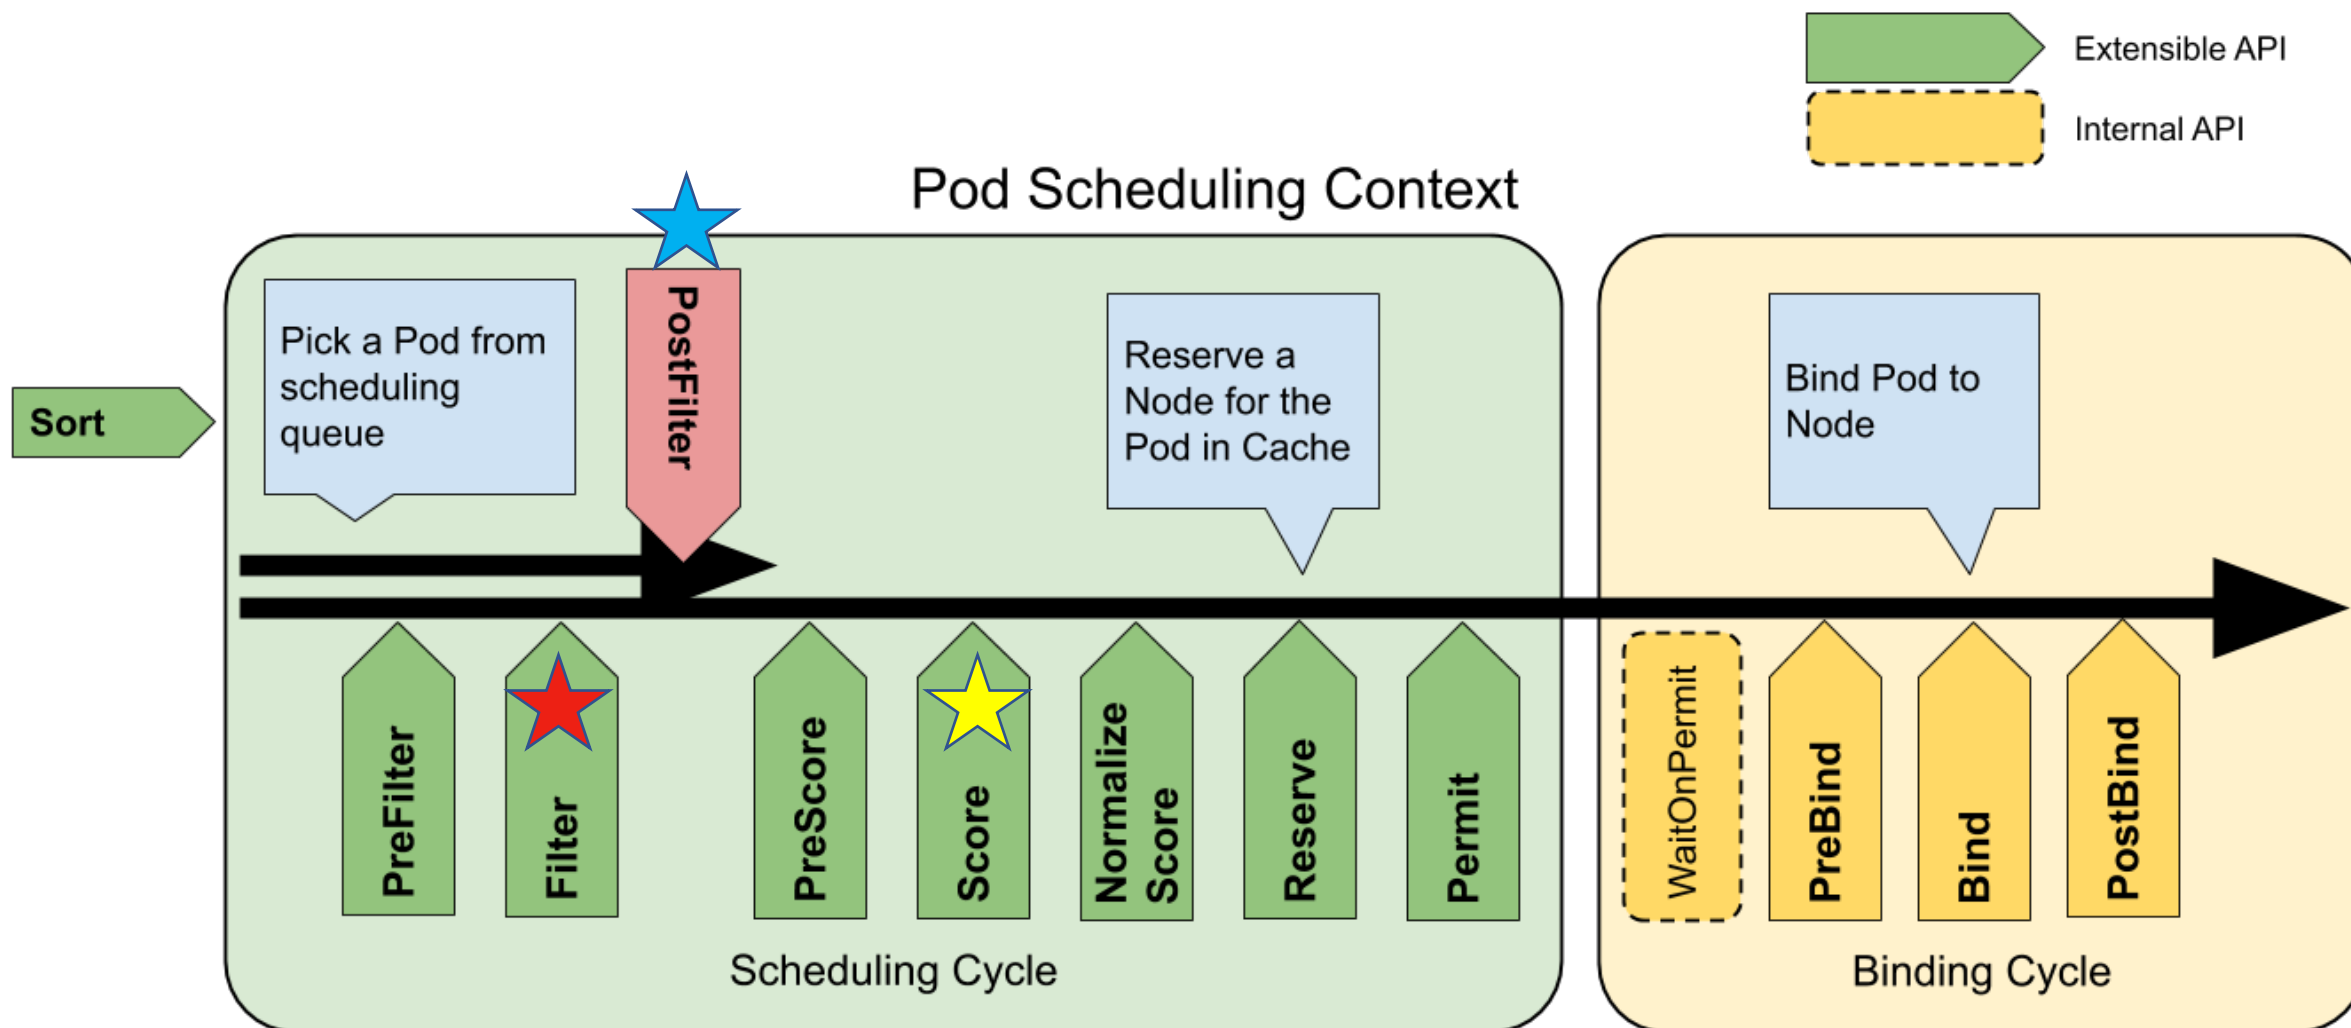 Extensible API
Internal API
Pod Scheduling Context
Sort
Pick a Pod from
scheduling
queue
PostFilter
Reserve a
Node for the
Pod in Cache
Bind Pod to
Node
PreFilter
Filter
PreScore
Score
Normalize
Score
Reserve
Permit
WaitOnPermit
PreBind
Bind
PostBind
Scheduling Cycle
Binding Cycle